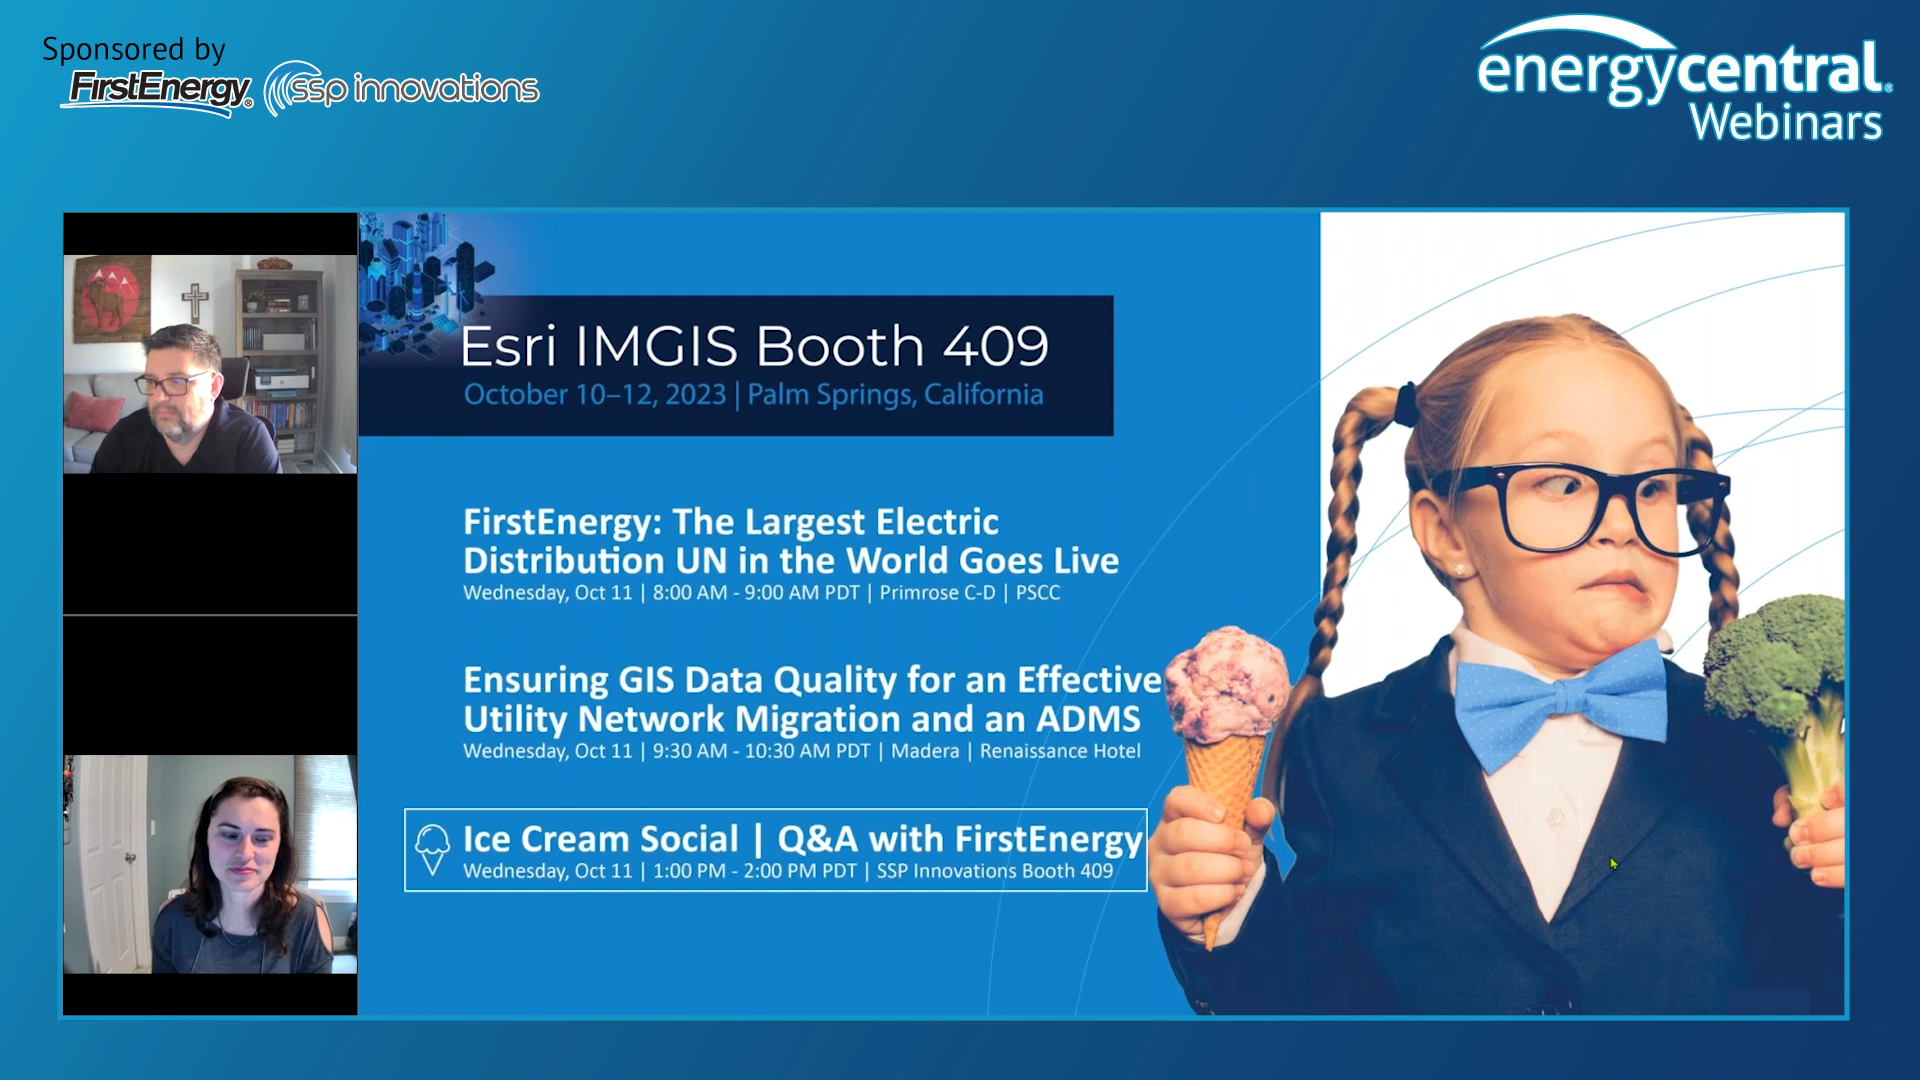 Sponsored by
FirstEnergy®
ssp innovations
energycentral®
Webinars
Esri IMGIS Booth 409
October 10–12, 2023 | Palm Springs, California
FirstEnergy: The Largest Electric
Distribution UN in the World Goes Live
Wednesday, Oct 11 | 8:00 AM - 9:00 AM PDT | Primrose C-D | PSCC
Ensuring GIS Data Quality for an Effective
Utility Network Migration and an ADMS
Wednesday, Oct 11 | 9:30 AM - 10:30 AM PDT | Madera | Renaissance Hotel
Ice Cream Social | Q&A with FirstEnergy
Wednesday, Oct 11 | 1:00 PM - 2:00 PM PDT | SSP Innovations Booth 409